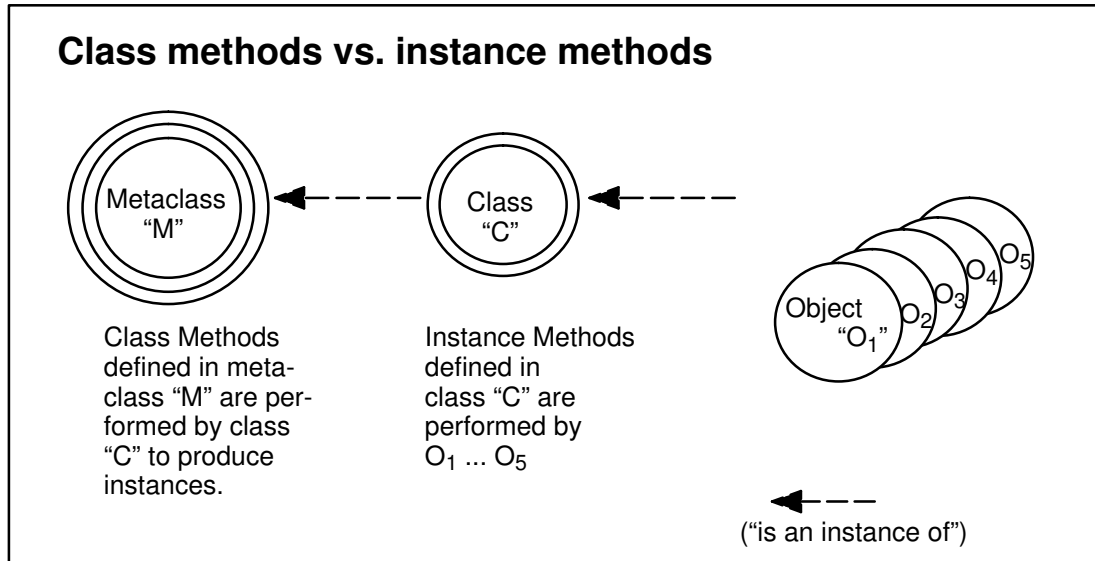 Class methods vs. instance methods
Metaclass
“M”
Class
“C”
Object
“O₁”
O₂
O₃
O₄
O₅
Class Methods
defined in meta-
class “M” are per-
formed by class
“C” to produce
instances.
Instance Methods
defined in
class “C” are
performed by
O₁ ... O₅
(“is an instance of”)